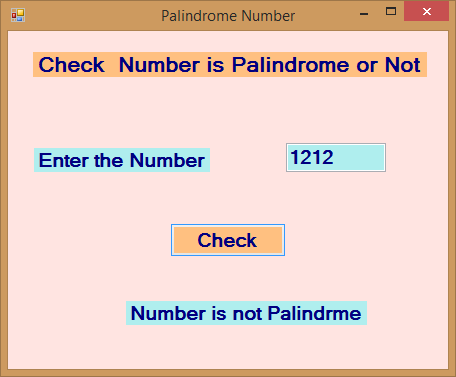 Palindrome Number
Check  Number is Palindrome or Not
Enter the Number
1212
Check
Number is not Palindrme